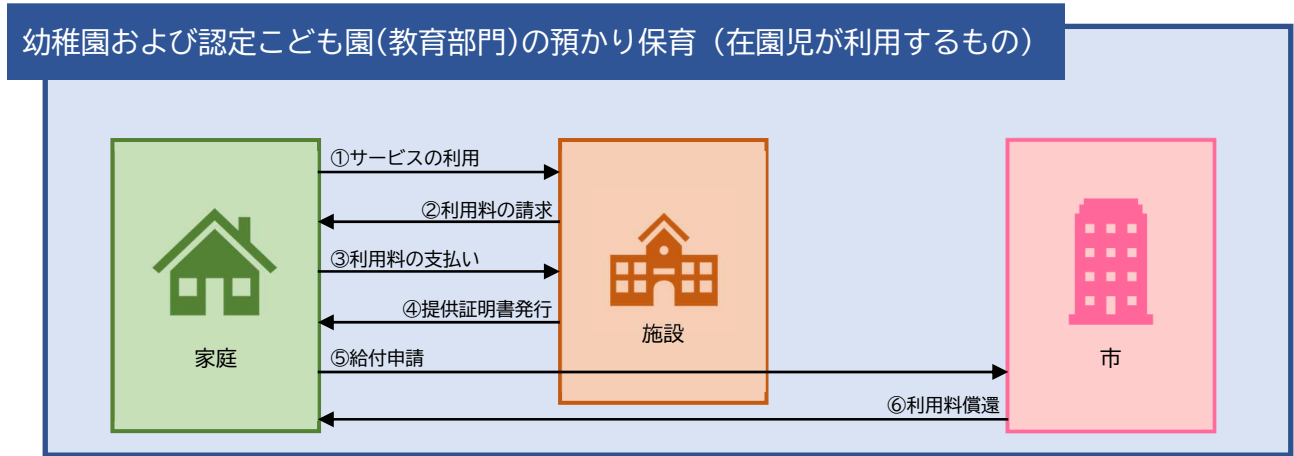 幼稚園および認定こども園(教育部門)の預かり保育（在園児が利用するもの）
①サービスの利用
②利用料の請求
③利用料の支払い
④提供証明書発行
施設
家庭
⑤給付申請
市
⑥利用料償還